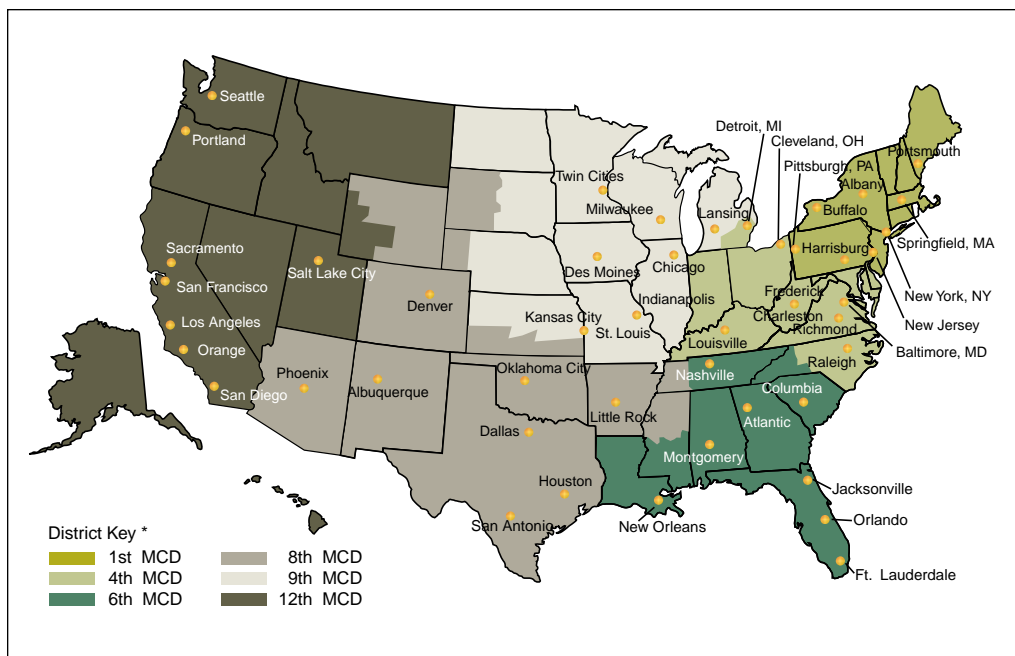 Seattle
Portland
Sacramento
San Francisco
Los Angeles
Orange
San Diego
Salt Lake City
Phoenix
Denver
Albuquerque
Twin Cities
Milwaukee
Lansing
Des Moines
Chicago
Kansas City
St. Louis
Indianapolis
Oklahoma City
Little Rock
Dallas
Houston
San Antonio
Detroit, MI
Cleveland, OH
Pittsburgh, PA
Portsmouth
Albany
Buffalo
Harrisburg
Springfield, MA
New York, NY
New Jersey
Baltimore, MD
Frederick
Charleston
Richmond
Louisville
Raleigh
Nashville
Columbia
Atlantic
Montgomery
New Orleans
Jacksonville
Orlando
Ft. Lauderdale
District Key *
1st MCD
4th MCD
6th MCD
8th MCD
9th MCD
12th MCD